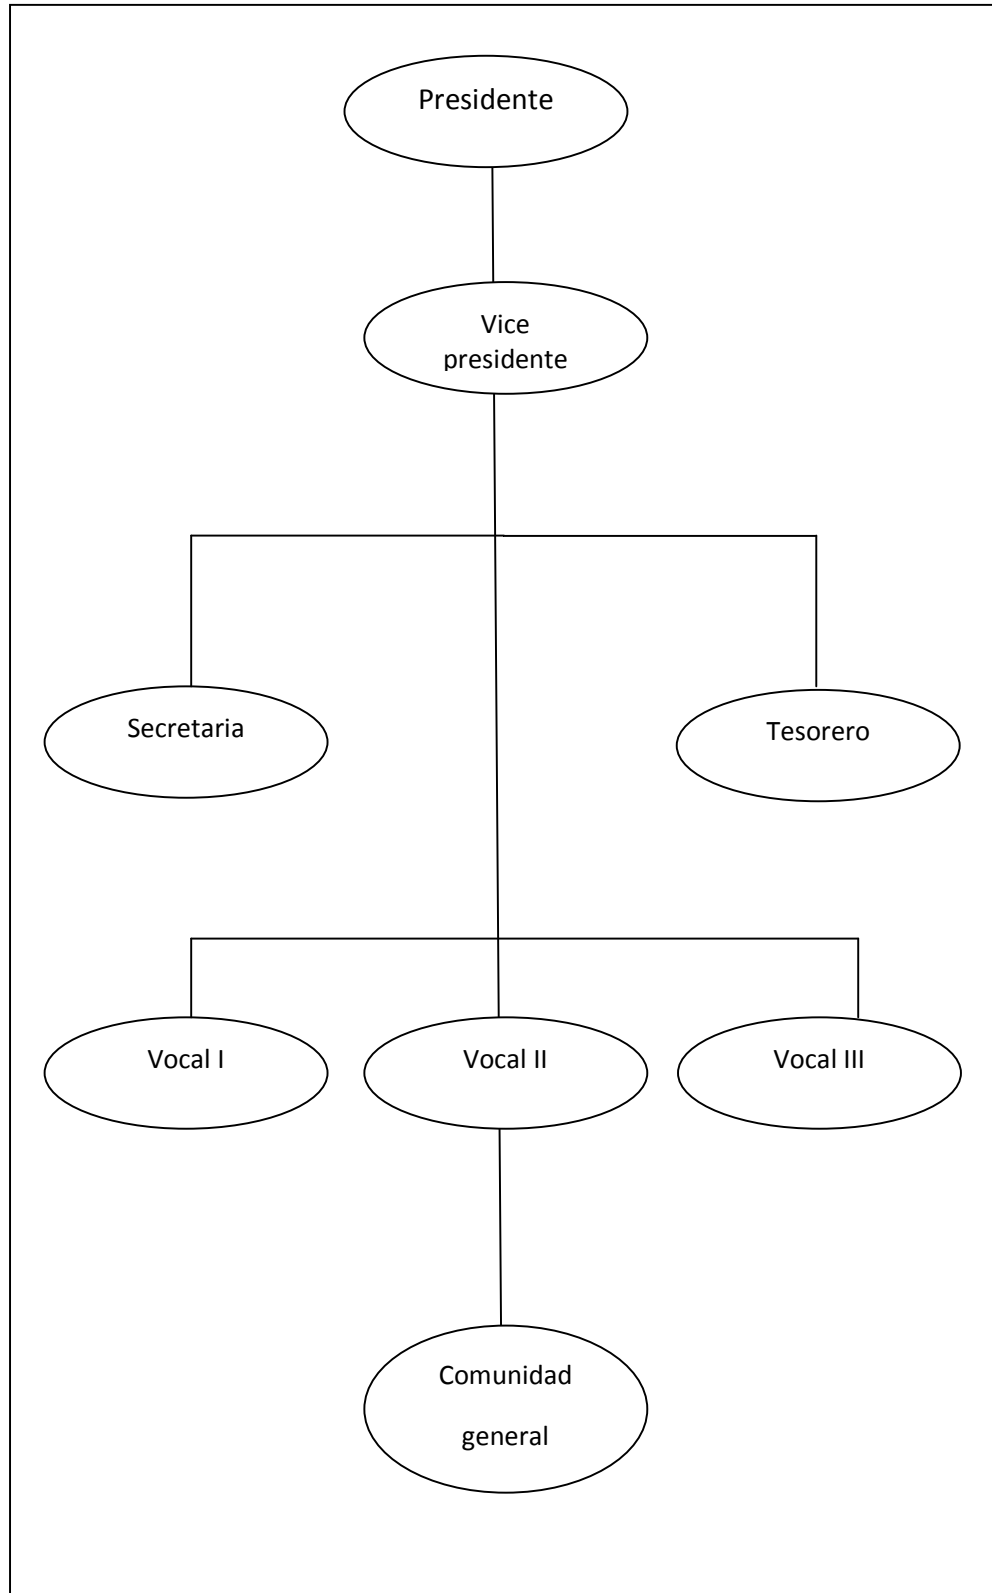 Presidente
Vice
presidente
Secretaria
Tesorero
Vocal I
Vocal II
Vocal III
Comunidad
general